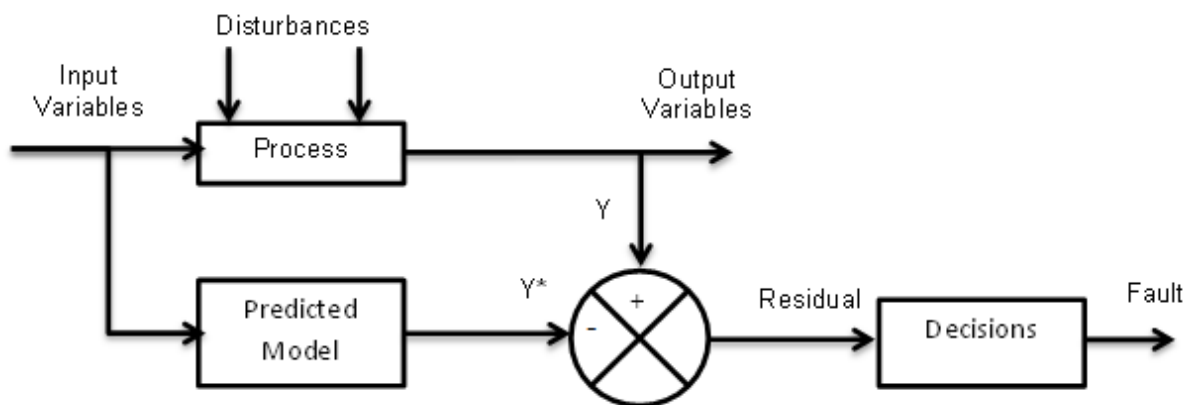 Disturbances
Input
Variables
Output
Variables
Process
Y
Y*
+
-
Predicted
Model
Residual
Decisions
Fault